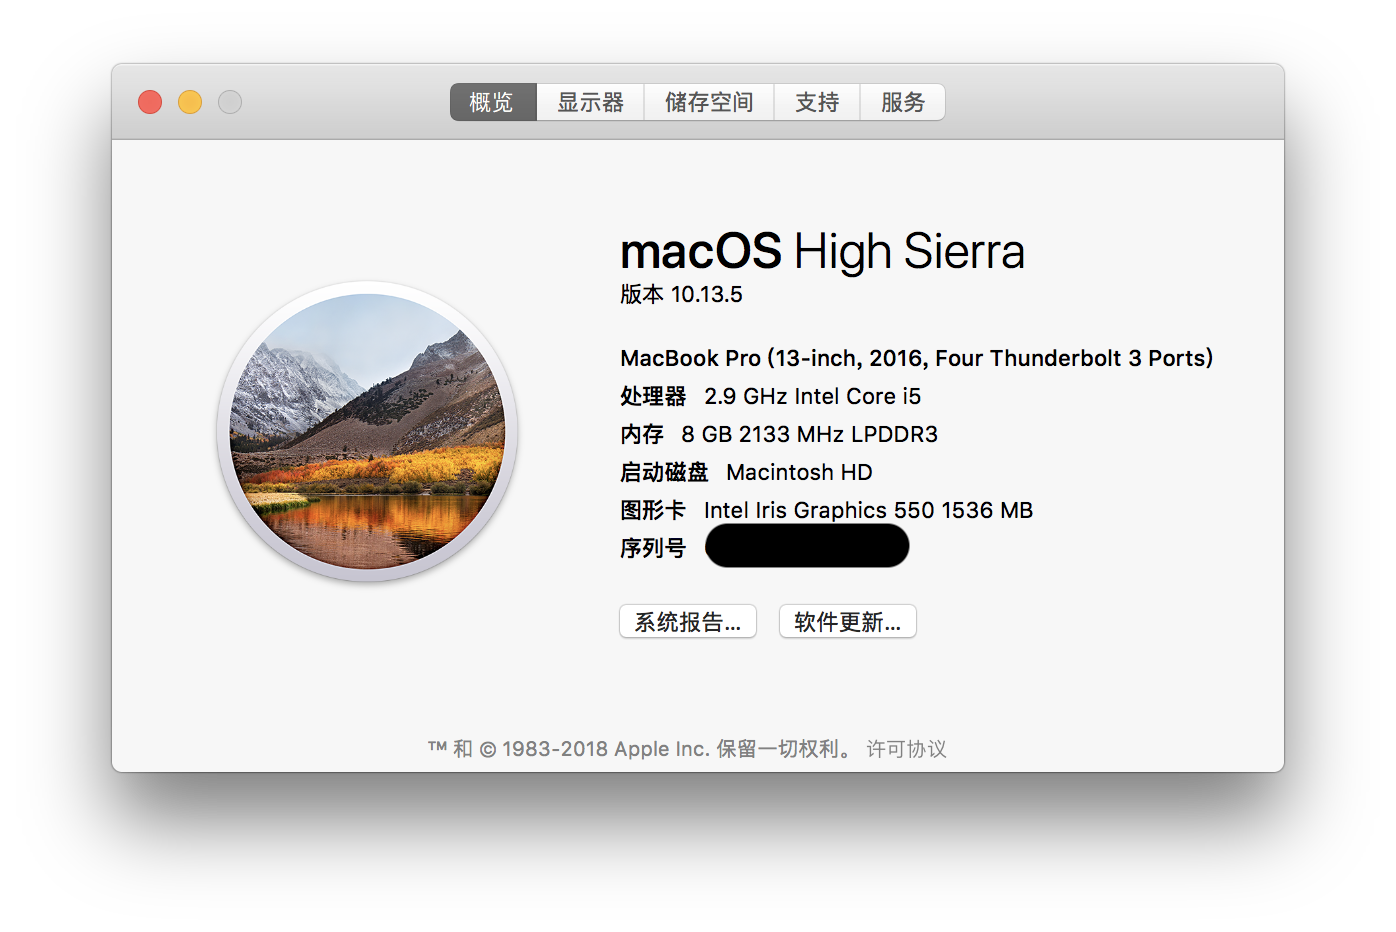 概览 显示器 储存空间 支持 服务
macOS High Sierra
版本 10.13.5
MacBook Pro (13-inch, 2016, Four Thunderbolt 3 Ports)
处理器 2.9 GHz Intel Core i5
内存 8 GB 2133 MHz LPDDR3
启动磁盘 Macintosh HD
图形卡 Intel Iris Graphics 550 1536 MB
序列号
系统报告... 软件更新...
™ 和 © 1983-2018 Apple Inc. 保留一切权利。 许可协议